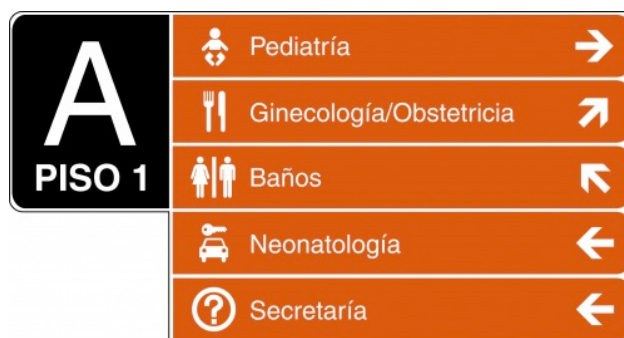 A
PISO 1
Pediatría
Ginecología/Obstetricia
Baños
Neonatología
Secretaría